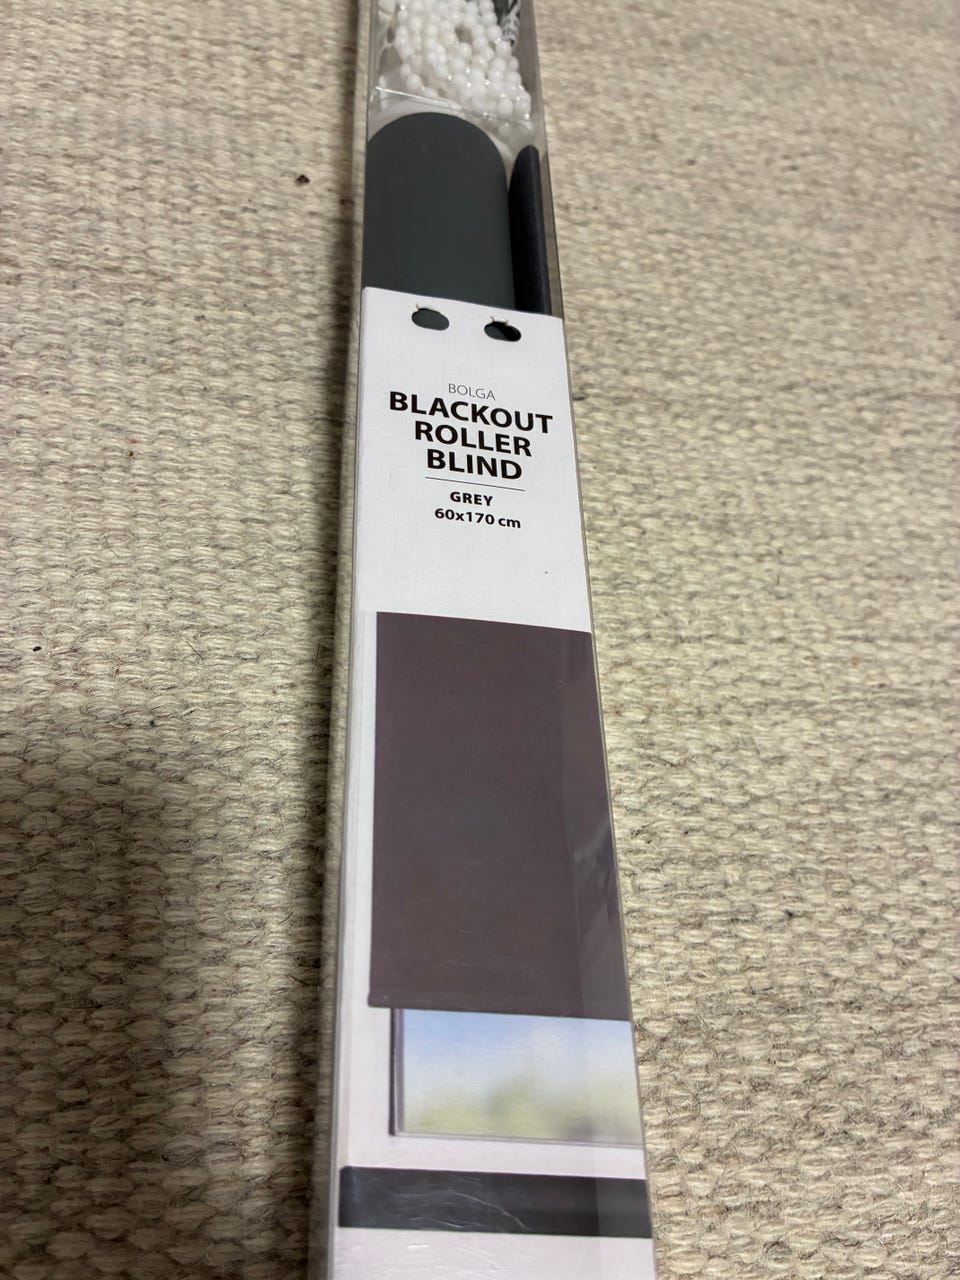 BOLGA
BLACKOUT
ROLLER
BLIND
GREY
60x170 cm